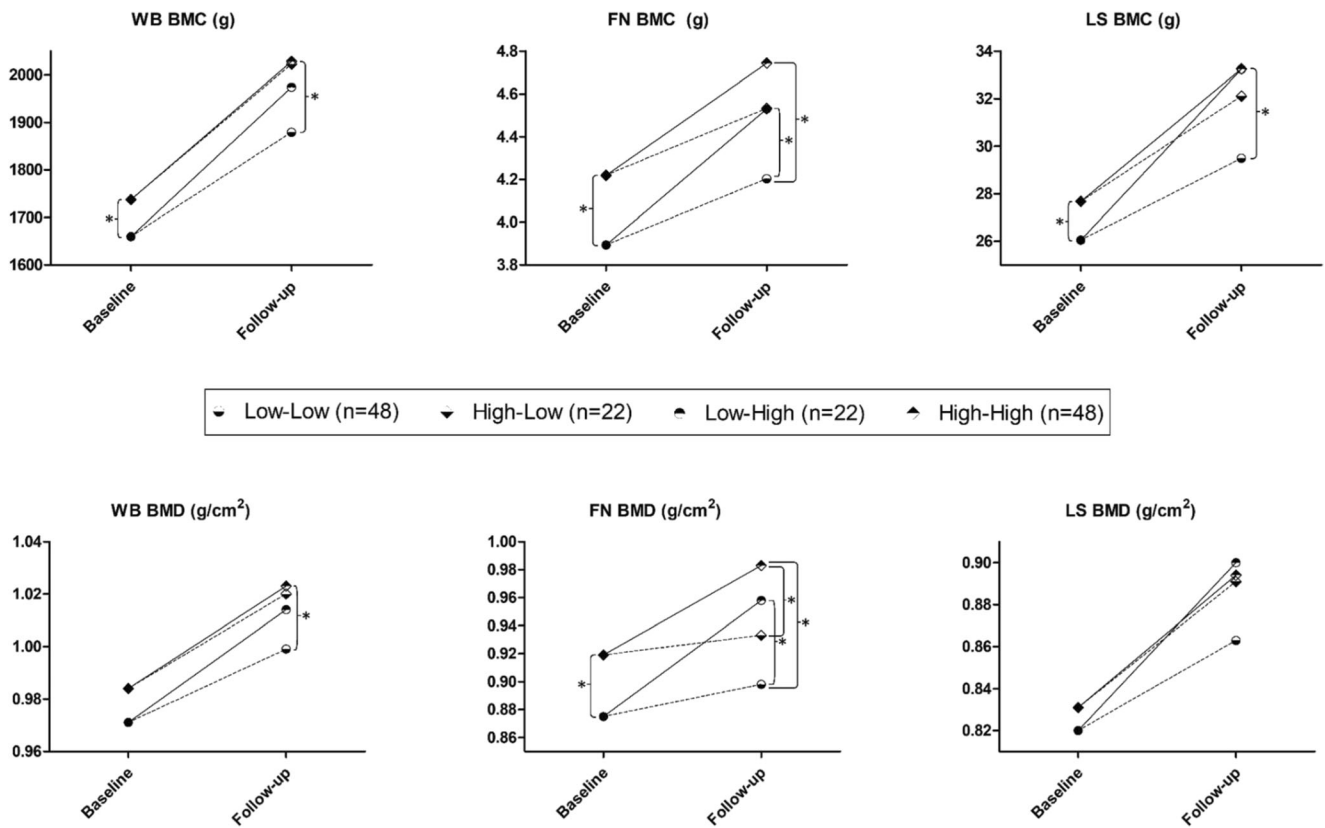 WB BMC (g)
2000
1900
1800
1700
1600
*
*
Baseline
Follow-up
FN BMC (g)
4.8
4.6
4.4
4.2
4.0
3.8
*
*
*
Baseline
Follow-up
LS BMC (g)
34
32
30
28
26
*
*
Baseline
Follow-up
Low-Low (n=48) High-Low (n=22) Low-High (n=22) High-High (n=48)
WB BMD (g/cm²)
1.04
1.02
1.00
0.98
0.96
*
Baseline
Follow-up
FN BMD (g/cm²)
1.00
0.98
0.96
0.94
0.92
0.90
0.88
0.86
*
*
*
*
Baseline
Follow-up
LS BMD (g/cm²)
0.90
0.88
0.86
0.84
0.82
Baseline
Follow-up